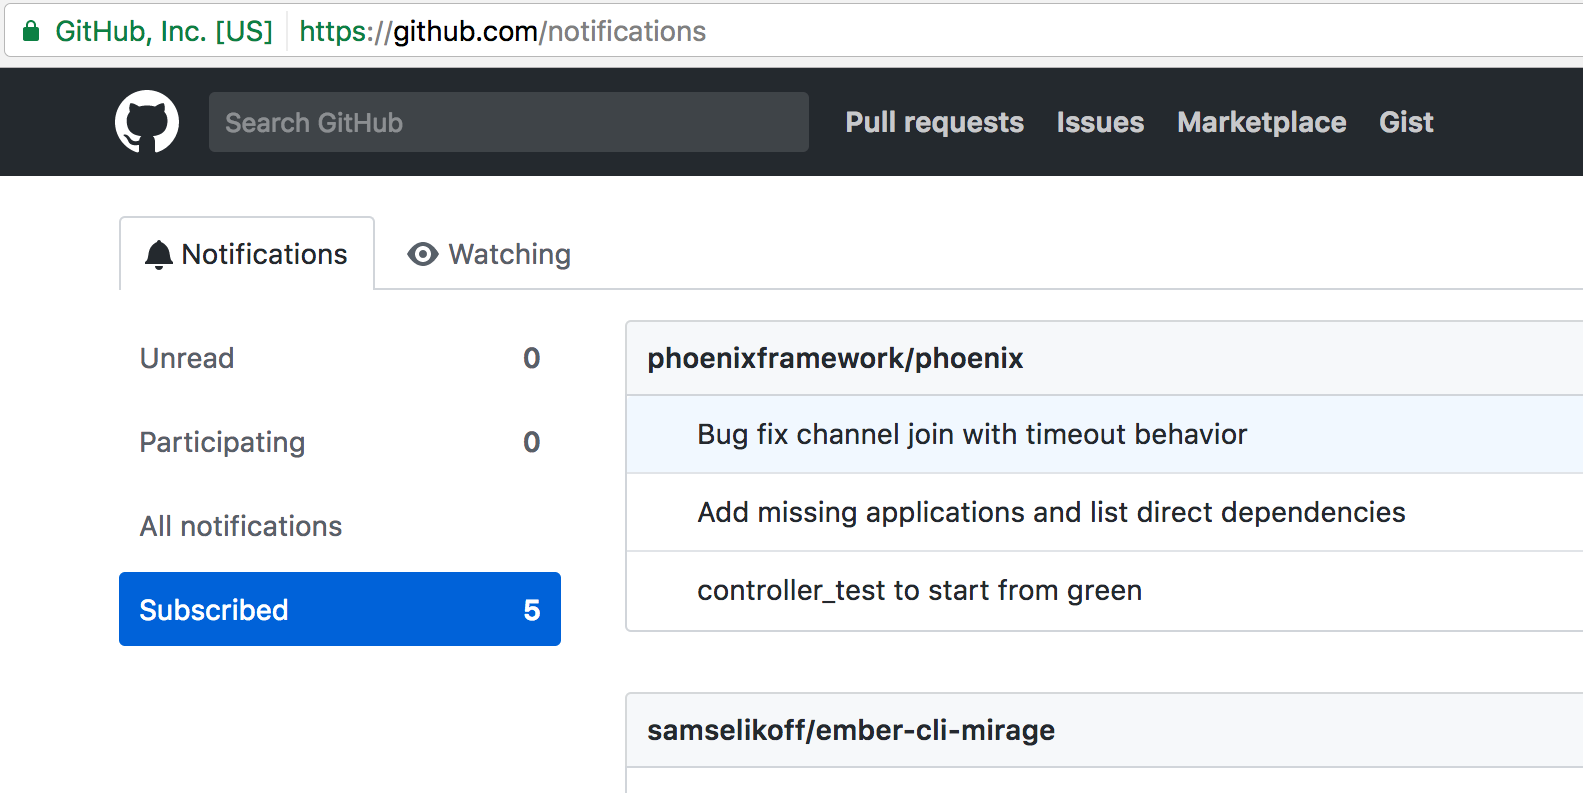 GitHub, Inc. [US] https://github.com/notifications
Search GitHub Pull requests Issues Marketplace Gist
Notifications Watching
Unread 0
Participating 0
All notifications
Subscribed 5
phoenixframework/phoenix
Bug fix channel join with timeout behavior
Add missing applications and list direct dependencies
controller_test to start from green
samselikoff/ember-cli-mirage